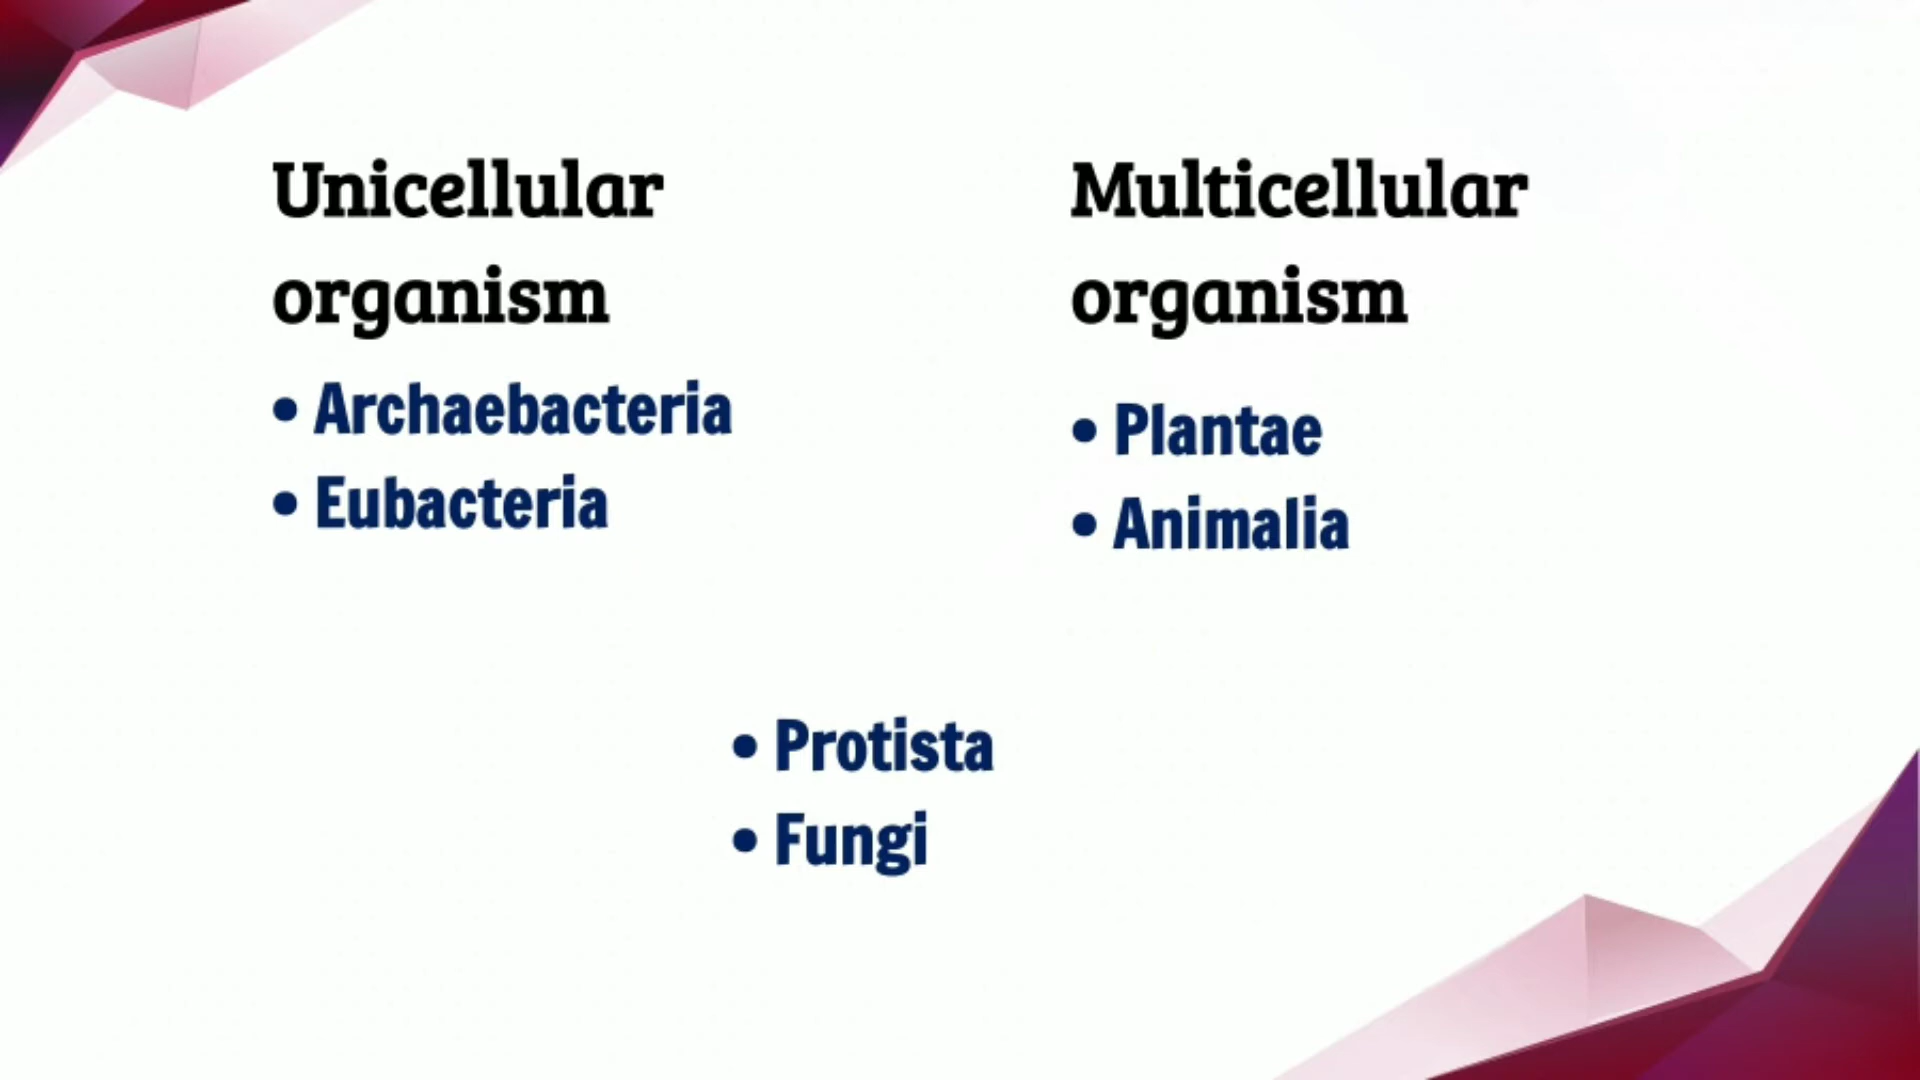 Unicellular
organism
• Archaebacteria
• Eubacteria
Multicellular
organism
• Plantae
• Animalia
• Protista
• Fungi